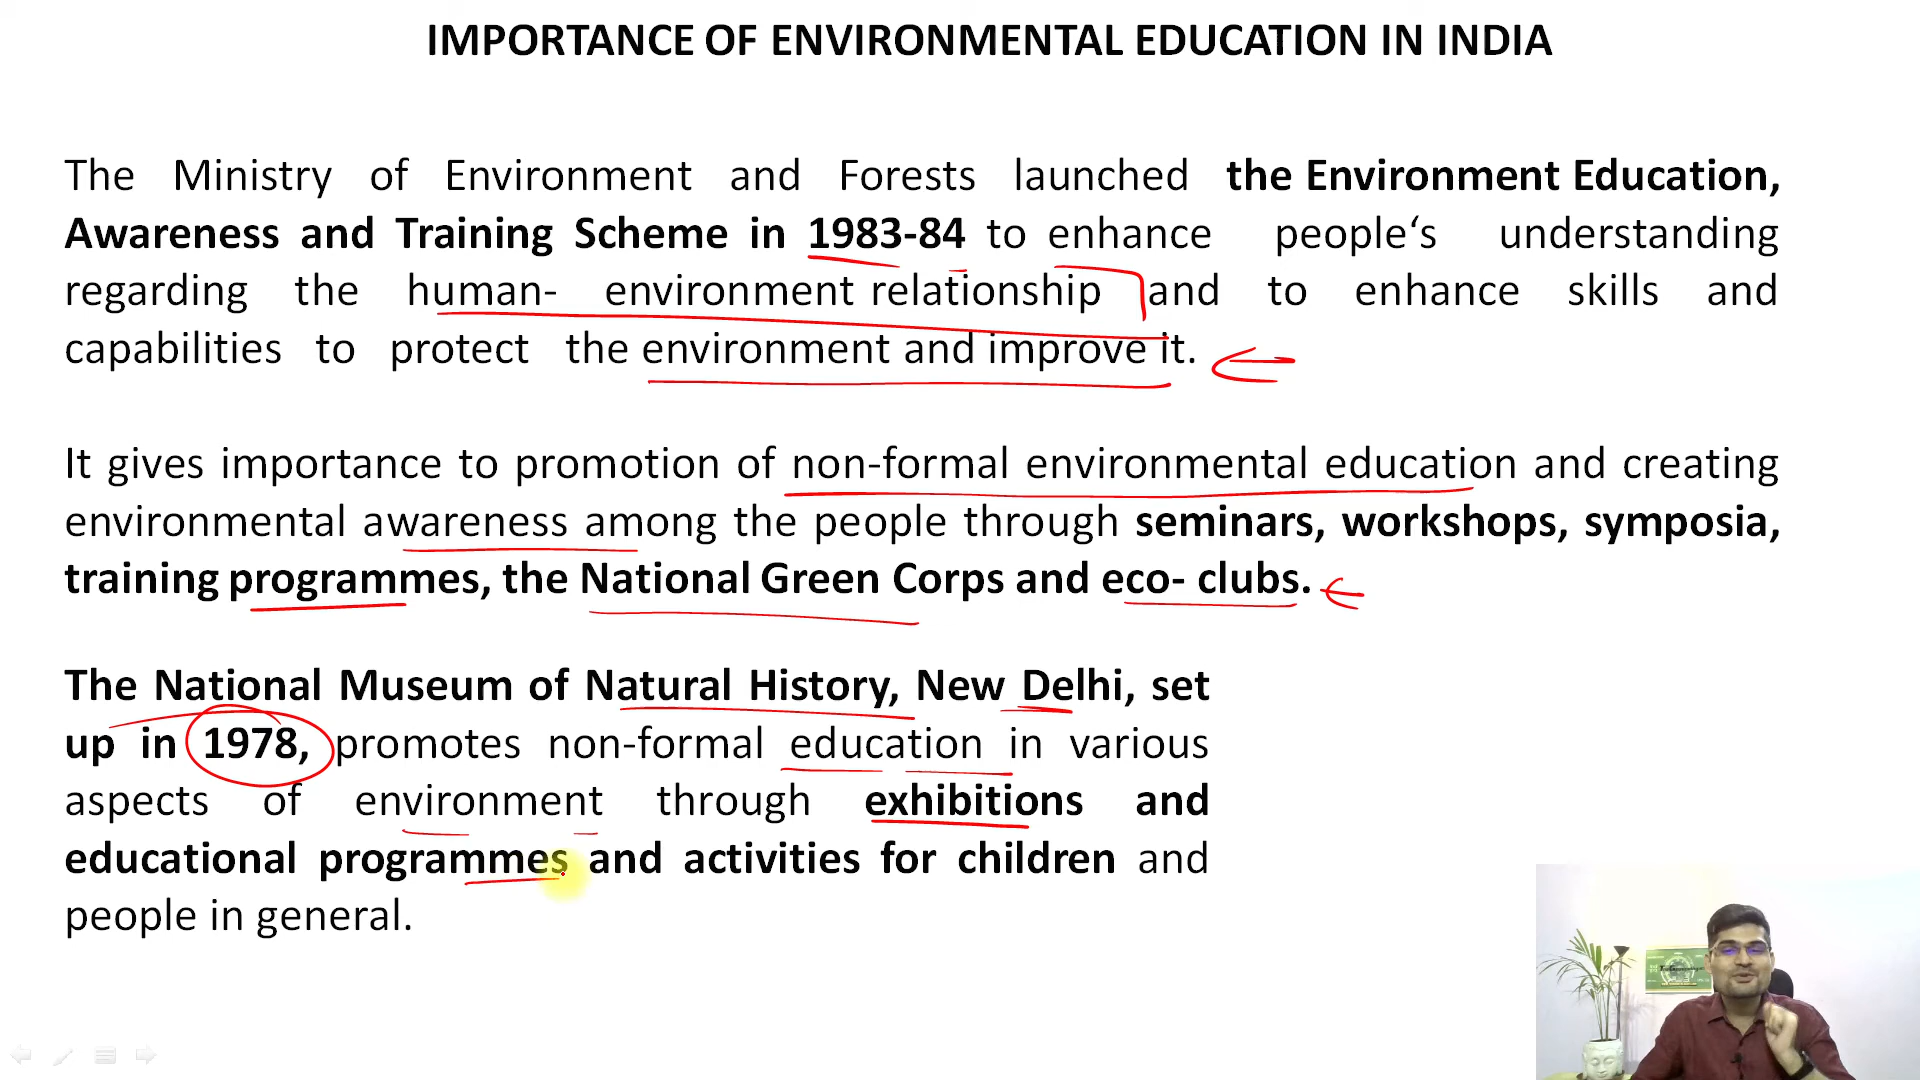 IMPORTANCE OF ENVIRONMENTAL EDUCATION IN INDIA
The Ministry of Environment and Forests launched the Environment Education,
Awareness and Training Scheme in 1983-84 to enhance people‘s understanding
regarding the human- environment relationship and to enhance skills and
capabilities to protect the environment and improve it.
It gives importance to promotion of non-formal environmental education and creating
environmental awareness among the people through seminars, workshops, symposia,
training programmes, the National Green Corps and eco- clubs.
The National Museum of Natural History, New Delhi, set
up in 1978, promotes non-formal education in various
aspects of environment through exhibitions and
educational programmes and activities for children and
people in general.